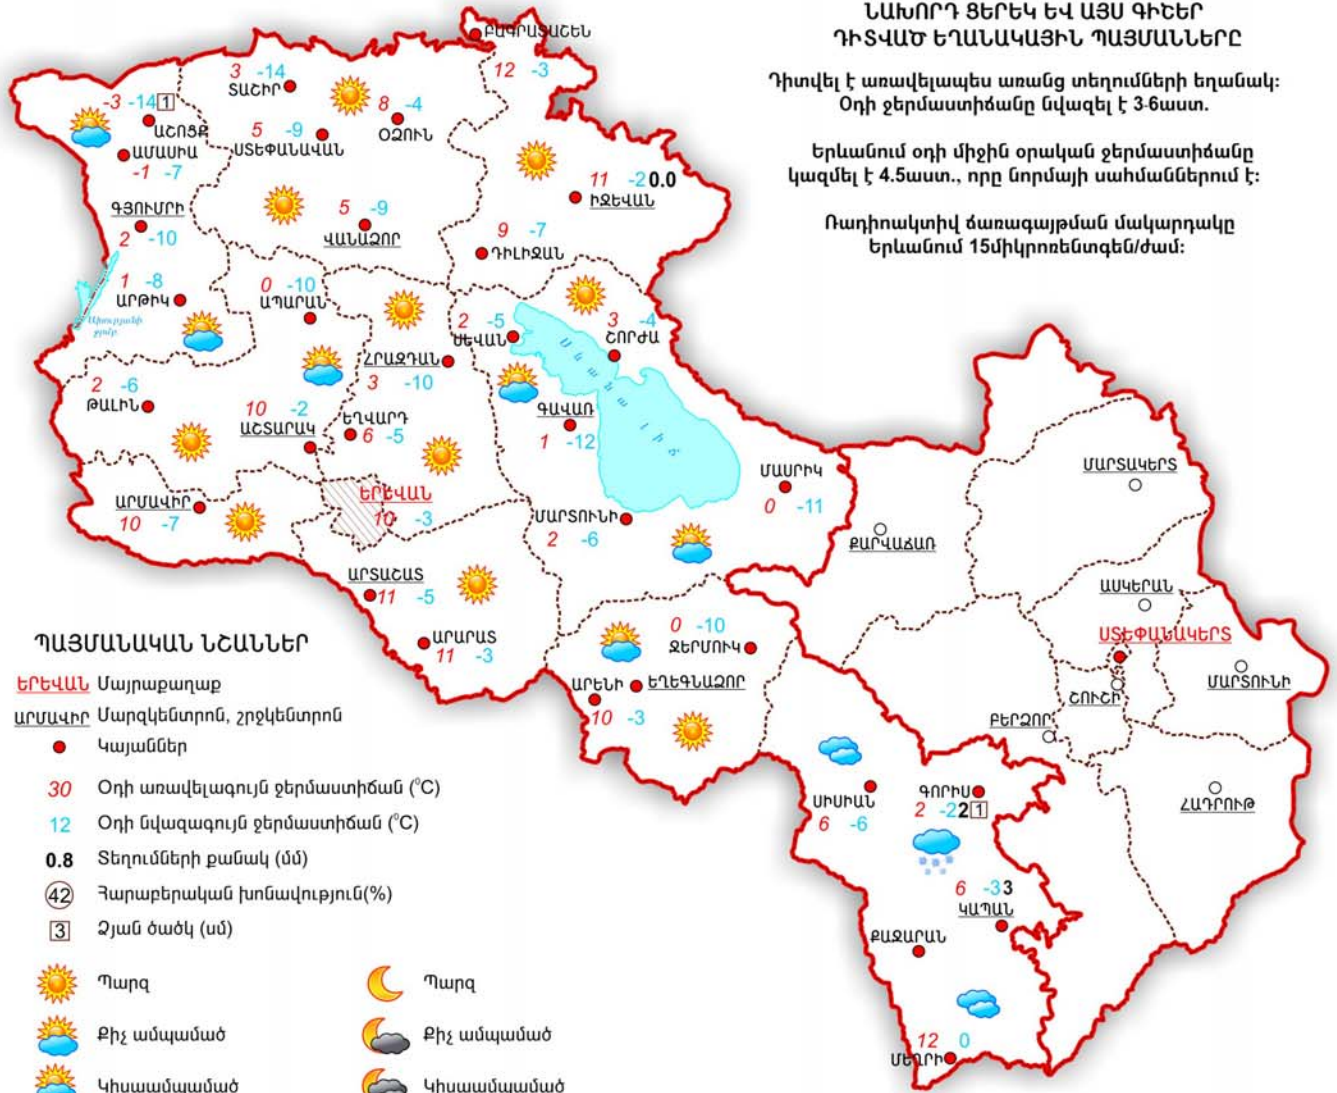 ՆԱԽՈՐԴ ՑԵՐԵԿ ԵՎ ԱՅՍ ԳԻՇԵՐ
ԴԻՏՎԱԾ ԵՂԱՆԱԿԱՅԻՆ ՊԱՅՄԱՆՆԵՐԸ
Դիտվել է առավելապես առանց տեղումների եղանակ:
Օդի ջերմաստիճանը նվազել է 3-6աստ.
Երևանում օդի միջին օրական ջերմաստիճանը
կազմել է 4.5աստ., որը նորմայի սահմաններում է:
Ռադիոակտիվ ճառագայթման մակարդակը
Երևանում 15միկրոռենտգեն/ժամ:
ԲԱԳՐԱՏԱՇԵՆ
12 -3
3 -14
ՏԱՇԻՐ
8 -4
ՕՁՈՒՆ
-3 -14 1
ԱՇՈՑՔ
5 -9
ՍՏԵՓԱՆԱՎԱՆ
ԱՄԱՍԻԱ
-1 -7
11 -2 0.0
ԻՋԵՎԱՆ
ԳՅՈՒՄՐԻ
2 -10
5 -9
ՎԱՆԱՁՈՐ
9 -7
ԴԻԼԻՋԱՆ
1 -8
ԱՐԹԻԿ
0 -10
ԱՊԱՐԱՆ
Ախուրյանի
ջրմբ.
2 -5
ՍԵՎԱՆ
3 -4
ՇՈՐԺԱ
Սևանա լիճ
ՀՐԱԶԴԱՆ
3 -10
2 -6
ԹԱԼԻՆ
10 -2
ԱՇՏԱՐԱԿ
ԵՂՎԱՐԴ
6 -5
ԳԱՎԱՌ
1 -12
ՄԱՍՐԻԿ
0 -11
ՄԱՐՏԱԿԵՐՏ
ԱՐՄԱՎԻՐ
10 -7
ԵՐԵՎԱՆ
10 -3
ՄԱՐՏՈՒՆԻ
2 -6
ՔԱՐՎԱՃԱՌ
ԱՐՏԱՇԱՏ
11 -5
ԱՍԿԵՐԱՆ
ԱՐԱՐԱՏ
11 -3
0 -10
ՋԵՐՄՈՒԿ
ՍՏԵՓԱՆԱԿԵՐՏ
ՄԱՐՏՈՒՆԻ
ԱՐԵՆԻ
10 -3
ԵՂԵԳՆԱՁՈՐ
ՇՈՒՇԻ
ԲԵՐՁՈՐ
ՍԻՍԻԱՆ
6 -6
ԳՈՐԻՍ
2 -2 2 1
ՀԱԴՐՈՒԹ
6 -3 3
ԿԱՊԱՆ
ՔԱՋԱՐԱՆ
12 0
ՄԵՂՐԻ
ՊԱՅՄԱՆԱԿԱՆ ՆՇԱՆՆԵՐ
ԵՐԵՎԱՆ Մայրաքաղաք
ԱՐՄԱՎԻՐ Մարզկենտրոն, շրջկենտրոն
Կայաններ
30 Օդի առավելագույն ջերմաստիճան (°C)
12 Օդի նվազագույն ջերմաստիճան (°C)
0.8 Տեղումների քանակ (մմ)
42 Հարաբերական խոնավություն(%)
3 Ձյան ծածկ (սմ)
Պարզ Պարզ
Քիչ ամպամած Քիչ ամպամած
Կիսաամպամած Կիսաամպամած